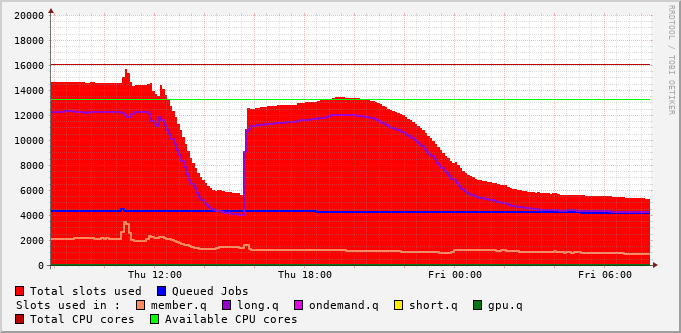 20000
18000
16000
14000
12000
10000
8000
6000
4000
2000
0
Thu 12:00 Thu 18:00 Fri 00:00 Fri 06:00
Total slots used Queued Jobs
Slots used in : member.q long.q ondemand.q short.q gpu.q
Total CPU cores Available CPU cores
RRDTOOL / TOBI OETIKER